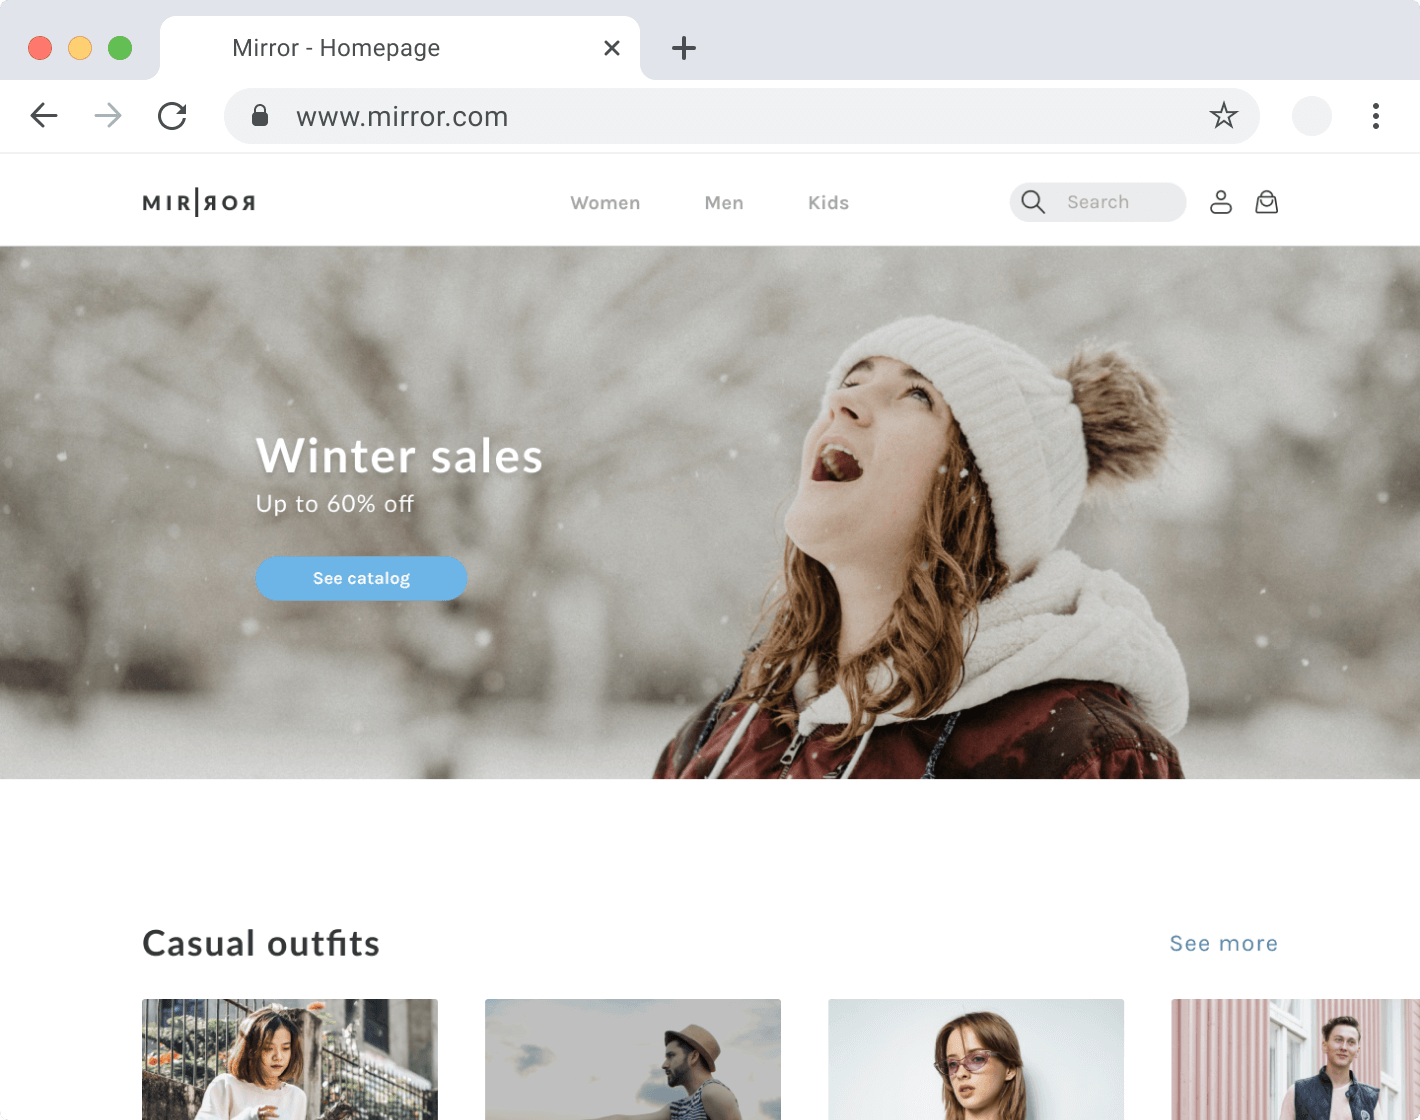 Mirror - Homepage
www.mirror.com
MIR|ЯOЯ
Women Men Kids
Search
Winter sales
Up to 60% off
See catalog
Casual outfits
See more